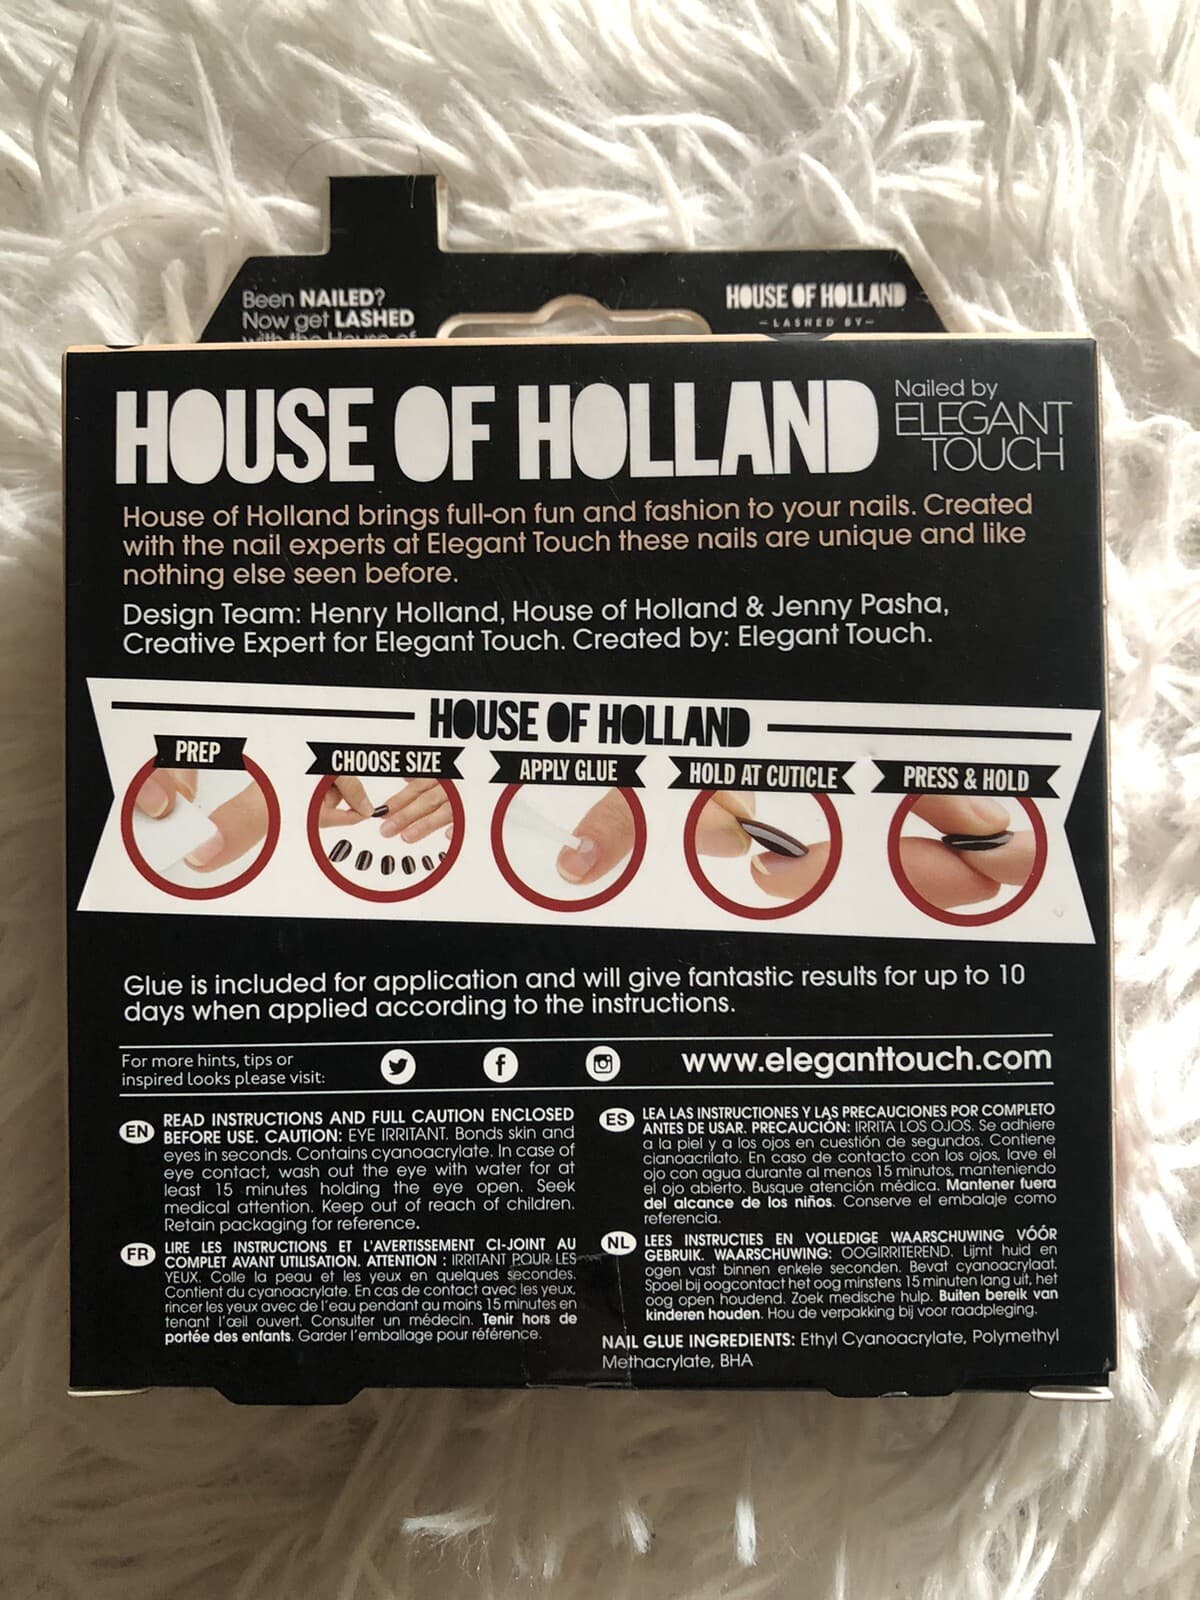 Been NAILED?
Now get LASHED
with the House of
HOUSE OF HOLLAND
– LASHED BY –
HOUSE OF HOLLAND
Nailed by
ELEGANT
TOUCH
House of Holland brings full-on fun and fashion to your nails. Created
with the nail experts at Elegant Touch these nails are unique and like
nothing else seen before.
Design Team: Henry Holland, House of Holland & Jenny Pasha,
Creative Expert for Elegant Touch. Created by: Elegant Touch.
HOUSE OF HOLLAND
PREP
CHOOSE SIZE
APPLY GLUE
HOLD AT CUTICLE
PRESS & HOLD
Glue is included for application and will give fantastic results for up to 10
days when applied according to the instructions.
For more hints, tips or
inspired looks please visit:
www.eleganttouch.com
EN
READ INSTRUCTIONS AND FULL CAUTION ENCLOSED
BEFORE USE. CAUTION: EYE IRRITANT. Bonds skin and
eyes in seconds. Contains cyanoacrylate. In case of
eye contact, wash out the eye with water for at
least 15 minutes holding the eye open. Seek
medical attention. Keep out of reach of children.
Retain packaging for reference.
FR
LIRE LES INSTRUCTIONS ET L'AVERTISSEMENT CI-JOINT AU
COMPLET AVANT UTILISATION. ATTENTION : IRRITANT POUR LES
YEUX. Colle la peau et les yeux en quelques secondes.
Contient du cyanoacrylate. En cas de contact avec les yeux,
rincer les yeux avec de l'eau pendant au moins 15 minutes en
tenant l'œil ouvert. Consulter un médecin. Tenir hors de
portée des enfants. Garder l'emballage pour référence.
ES
LEA LAS INSTRUCTIONES Y LAS PRECAUCIONES POR COMPLETO
ANTES DE USAR. PRECAUCIÓN: IRRITA LOS OJOS. Se adhiere
a la piel y a los ojos en cuestión de segundos. Contiene
cianoacrilato. En caso de contacto con los ojos, lave el
ojo con agua durante al menos 15 minutos, manteniendo
el ojo abierto. Busque atención médica. Mantener fuera
del alcance de los niños. Conserve el embalaje como
referencia.
NL
LEES INSTRUCTIES EN VOLLEDIGE WAARSCHUWING VÓÓR
GEBRUIK. WAARSCHUWING: OOGIRRITEREND. Lijmt huid en
ogen vast binnen enkele seconden. Bevat cyanoacrylaat.
Spoel bij oogcontact het oog minstens 15 minuten lang uit, het
oog open houdend. Zoek medische hulp. Buiten bereik van
kinderen houden. Hou de verpakking bij voor raadpleging.
NAIL GLUE INGREDIENTS: Ethyl Cyanoacrylate, Polymethyl
Methacrylate, BHA